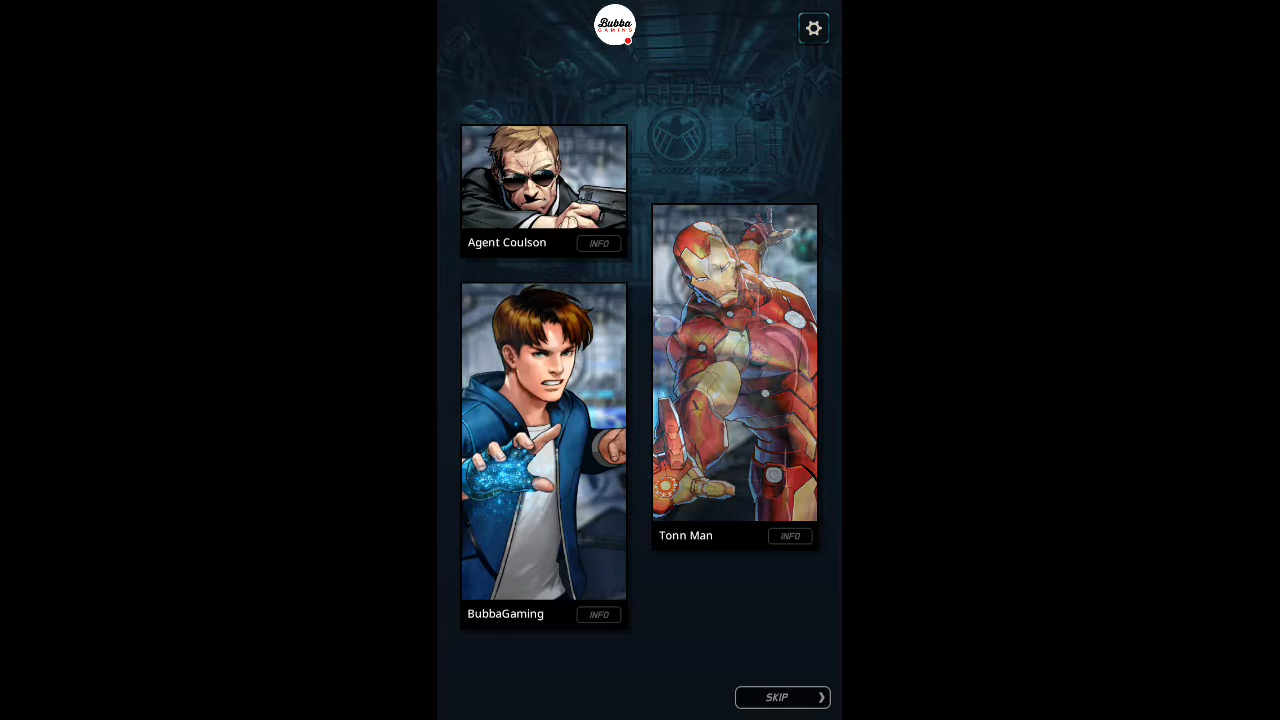 Bubba
GAMING
Agent Coulson
INFO
Tonn Man
INFO
BubbaGaming
INFO
SKIP